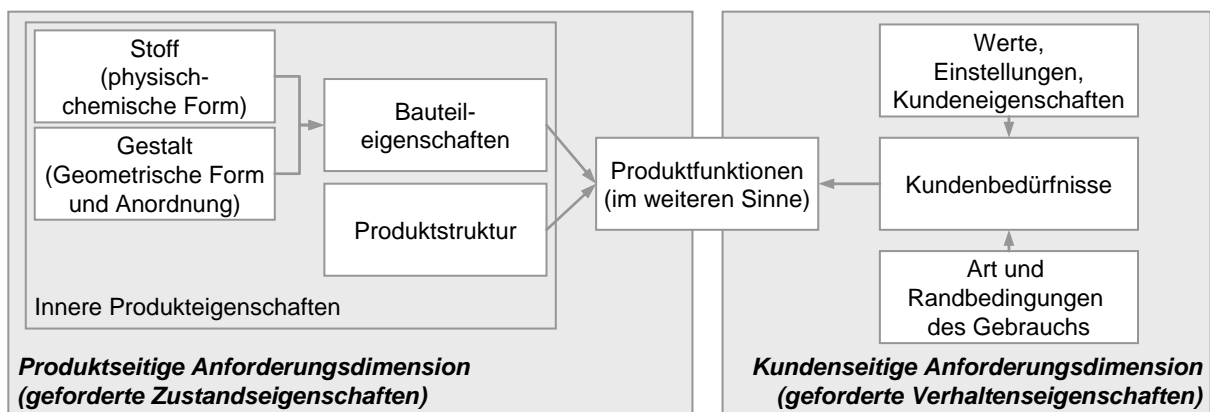 Stoff
(physisch-
chemische Form)
Gestalt
(Geometrische Form
und Anordnung)
Bauteil-
eigenschaften
Produktstruktur
Innere Produkteigenschaften
Produktseitige Anforderungsdimension
(geforderte Zustandseigenschaften)
Produktfunktionen
(im weiteren Sinne)
Werte,
Einstellungen,
Kundeneigenschaften
Kundenbedürfnisse
Art und
Randbedingungen
des Gebrauchs
Kundenseitige Anforderungsdimension
(geforderte Verhaltenseigenschaften)